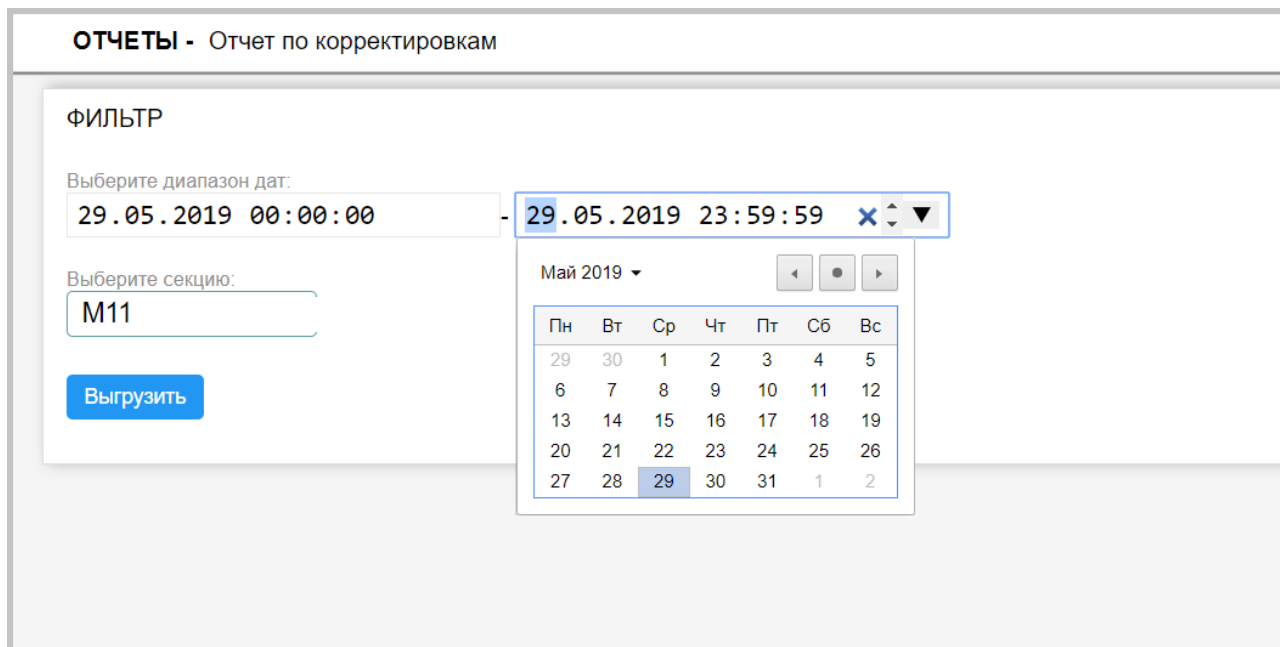 ОТЧЕТЫ - Отчет по корректировкам
ФИЛЬТР
Выберите диапазон дат:
29.05.2019 00:00:00 - 29.05.2019 23:59:59
Май 2019
Выберите секцию:
М11
Выгрузить
Пн Вт Ср Чт Пт Сб Вс
29 30 1 2 3 4 5
6 7 8 9 10 11 12
13 14 15 16 17 18 19
20 21 22 23 24 25 26
27 28 29 30 31 1 2